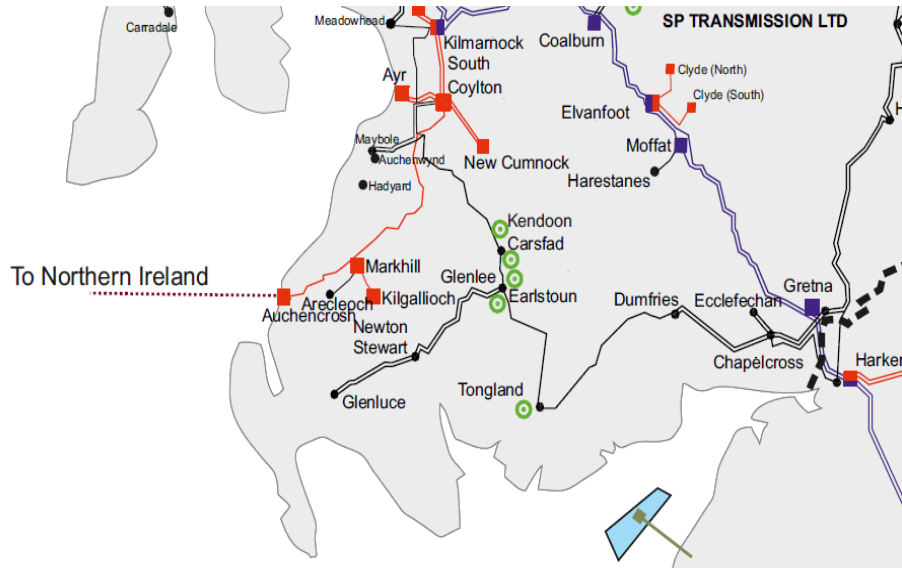 SP TRANSMISSION LTD
Meadowhead
Carradale
Kilmarnock
South
Coalburn
Ayr
Coylton
Clyde (North)
Clyde (South)
Elvanfoot
Maybole
Auchenwynd
New Cumnock
Moffat
Hadyard
Harestanes
H
Kendoon
Carsfad
To Northern Ireland
Markhill
Glenlee
Gretna
Arecleoch
Kilgallioch
Earlstoun
Dumfries
Ecclefechan
Auchencrosh
Newton
Stewart
Chapelcross
Harker
Tongland
Glenluce